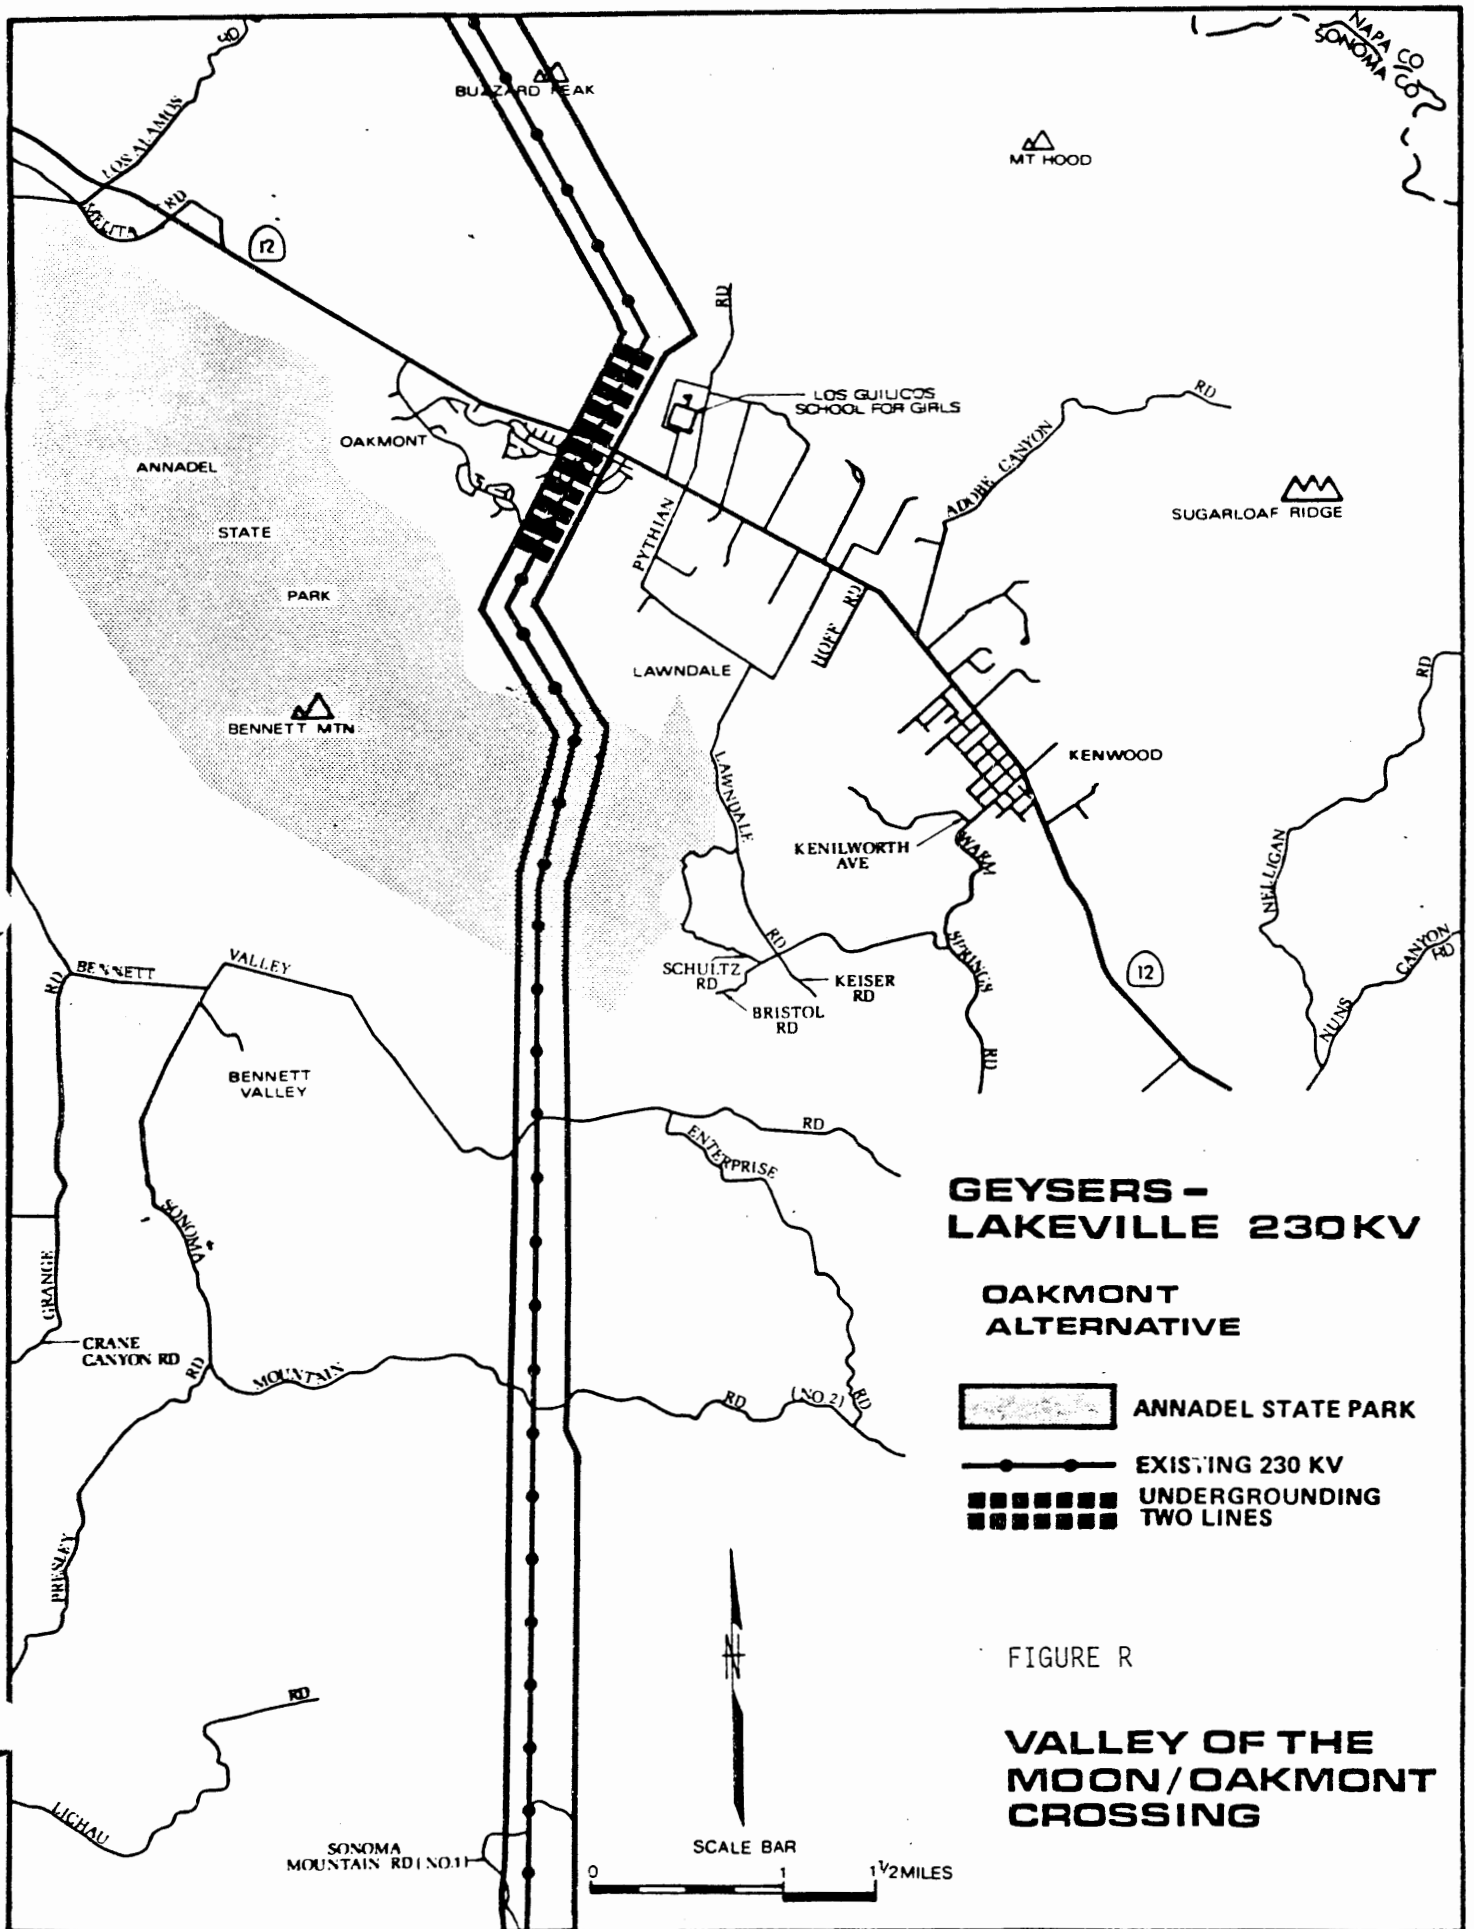 NAPA CO
SONOMA CO
RD
BUZZARD PEAK
LOS ALAMOS
MT HOOD
MELITA RD
12
RD
LOS GUILICOS
SCHOOL FOR GIRLS
RD
OAKMONT
ADOBE CANYON
ANNADEL
SUGARLOAF RIDGE
STATE
PYTHIAN
PARK
HOFF RD
LAWNDALE
RD
BENNETT MTN
KENWOOD
LAWNDALE
KENILWORTH
AVE
WARM
NELLIGAN
RD
SPRINGS
CANYON
RD
VALLEY
BENNETT
RD
SCHULTZ
RD
KEISER
RD
12
BRISTOL
RD
NUNS
RD
BENNETT
VALLEY
RD
ENTERPRISE
GEYSERS –
LAKEVILLE 230KV
SONOMA
GRANGE
OAKMONT
ALTERNATIVE
CRANE
CANYON RD
RD
MOUNTAIN
RD
(NO.2)
RD
ANNADEL STATE PARK
EXISTING 230 KV
UNDERGROUNDING
TWO LINES
PRESLEY
N
FIGURE R
RD
VALLEY OF THE
MOON/OAKMONT
CROSSING
LICHAU
SONOMA
MOUNTAIN RD (NO.1)
SCALE BAR
0 1 1 1/2 MILES